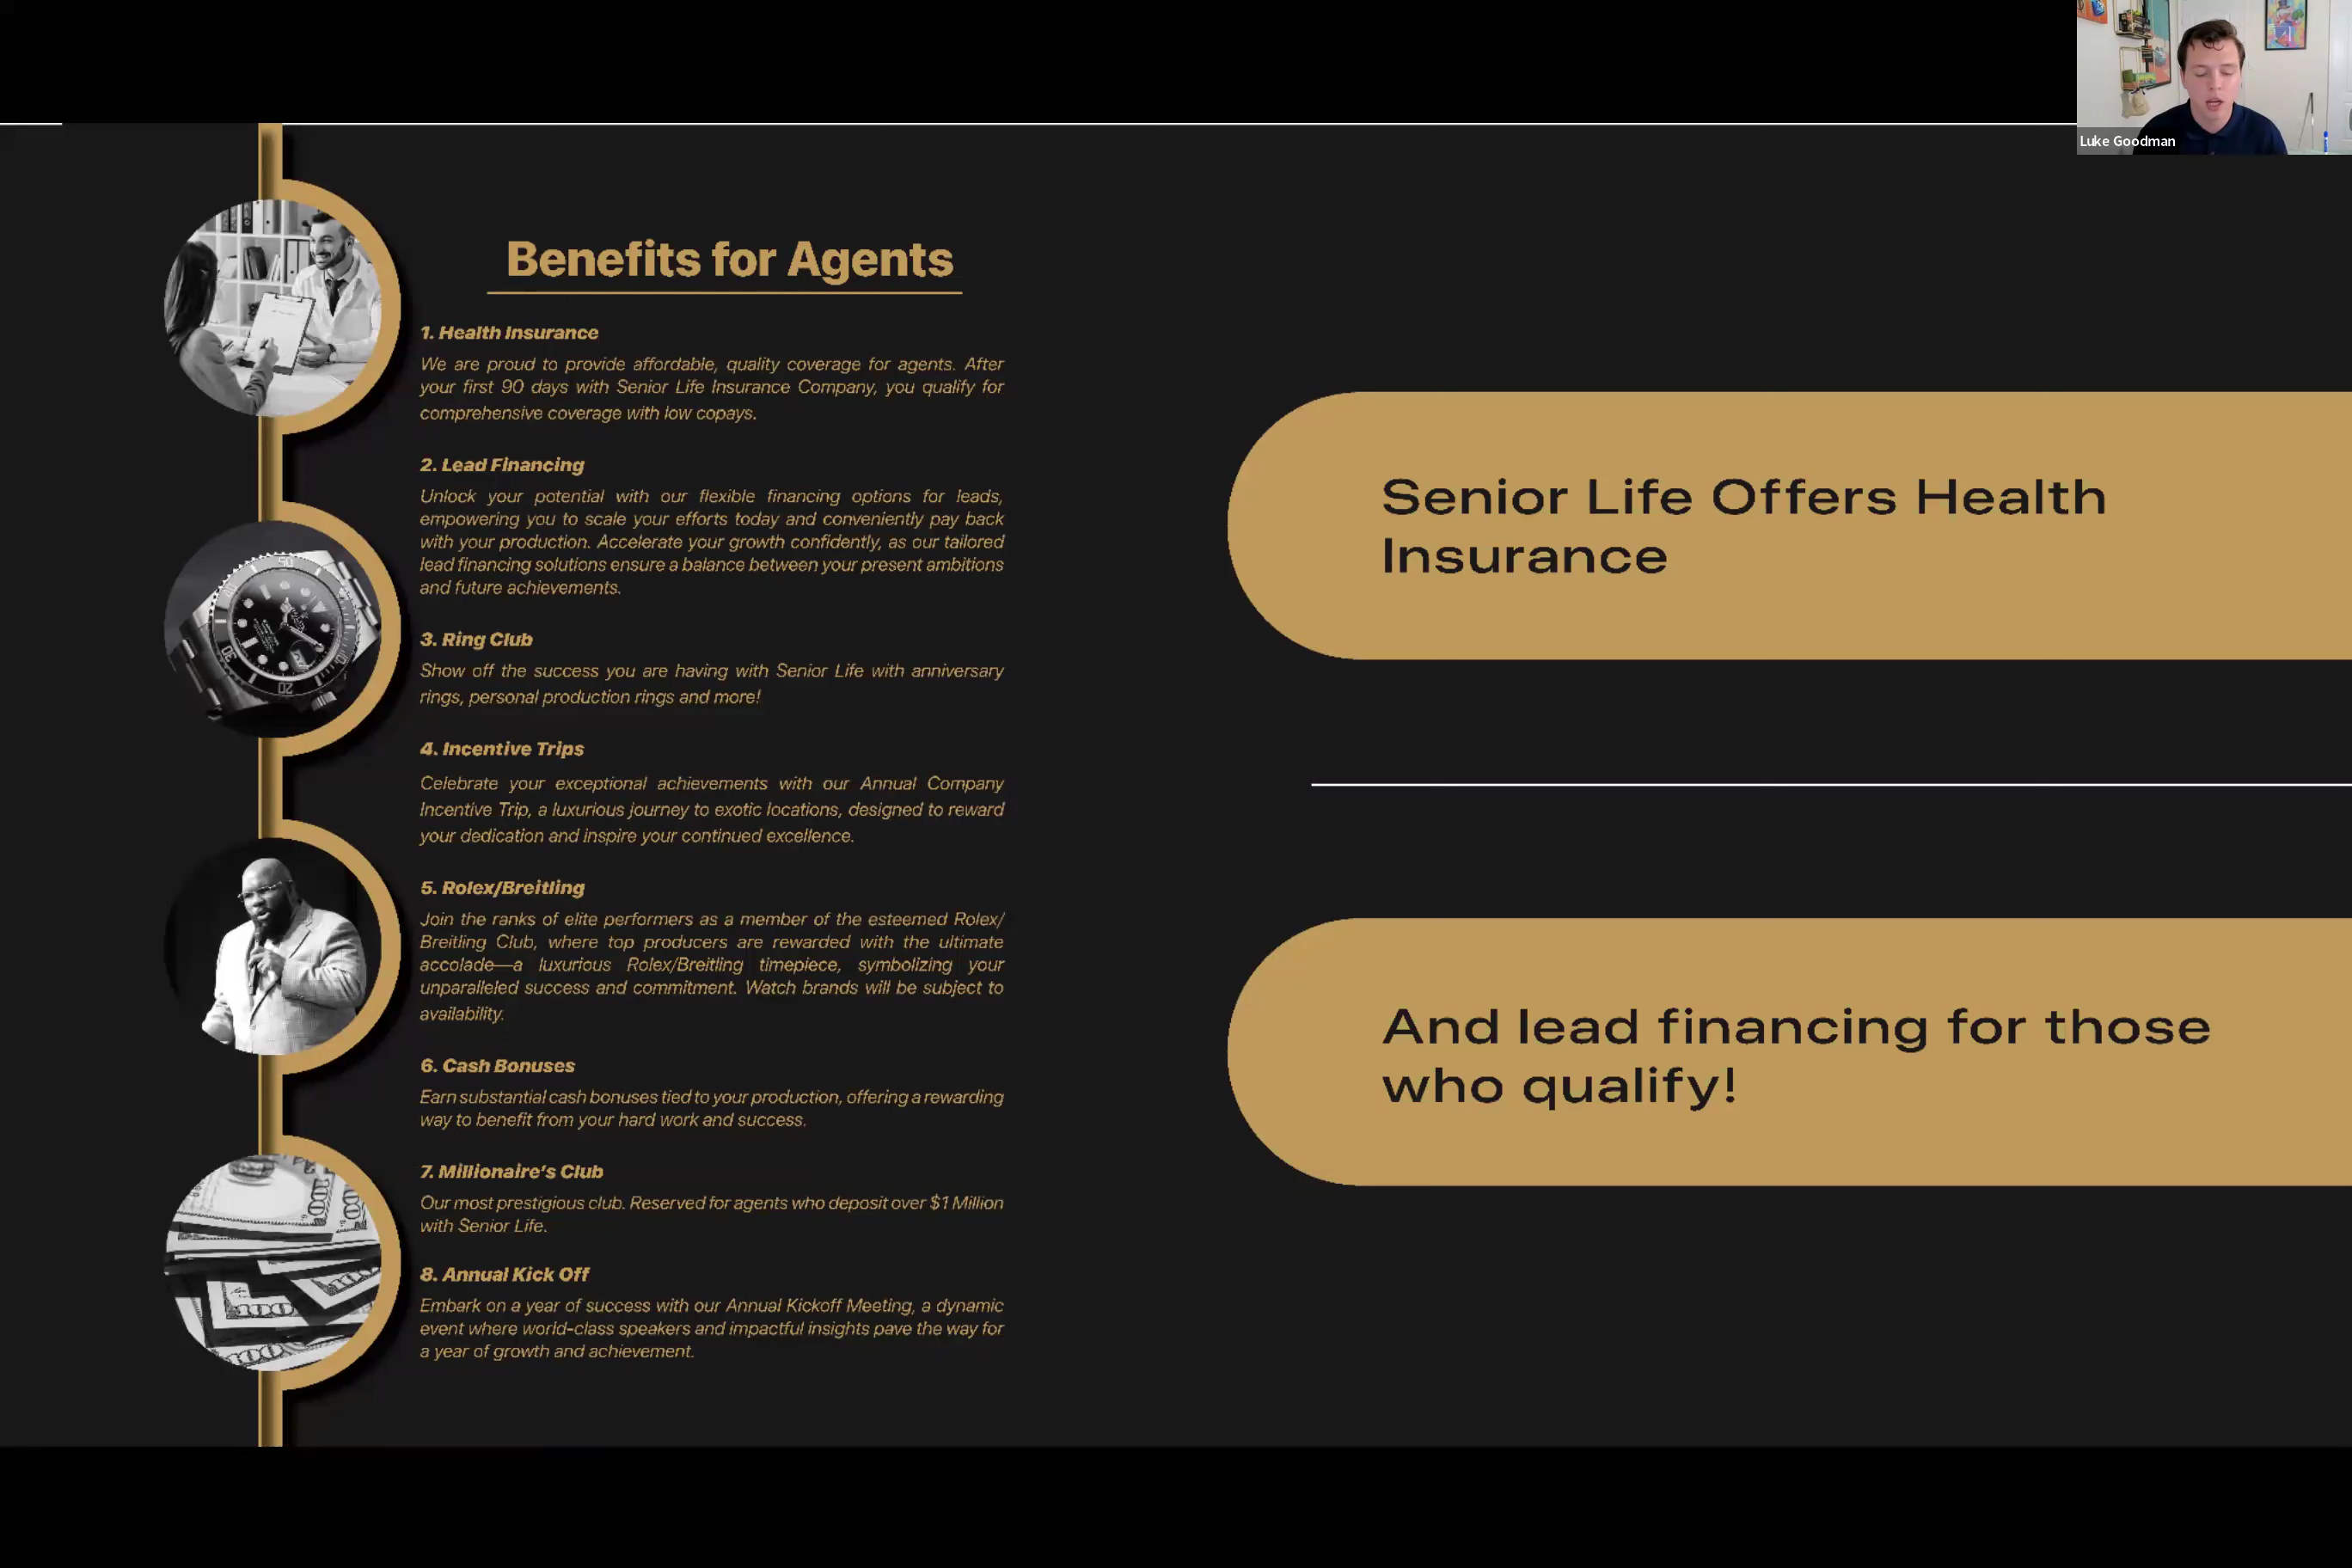 Luke Goodman
Benefits for Agents
1. Health Insurance
We are proud to provide affordable, quality coverage for agents. After
your first 90 days with Senior Life Insurance Company, you qualify for
comprehensive coverage with low copays.
2. Lead Financing
Unlock your potential with our flexible financing options for leads,
empowering you to scale your efforts today and conveniently pay back
with your production. Accelerate your growth confidently, as our tailored
lead financing solutions ensure a balance between your present ambitions
and future achievements.
3. Ring Club
Show off the success you are having with Senior Life with anniversary
rings, personal production rings and more!
4. Incentive Trips
Celebrate your exceptional achievements with our Annual Company
Incentive Trip, a luxurious journey to exotic locations, designed to reward
your dedication and inspire your continued excellence.
5. Rolex/Breitling
Join the ranks of elite performers as a member of the esteemed Rolex/
Breitling Club, where top producers are rewarded with the ultimate
accolade—a luxurious Rolex/Breitling timepiece, symbolizing your
unparalleled success and commitment. Watch brands will be subject to
availability.
6. Cash Bonuses
Earn substantial cash bonuses tied to your production, offering a rewarding
way to benefit from your hard work and success.
7. Millionaire's Club
Our most prestigious club. Reserved for agents who deposit over $1 Million
with Senior Life.
8. Annual Kick Off
Embark on a year of success with our Annual Kickoff Meeting, a dynamic
event where world-class speakers and impactful insights pave the way for
a year of growth and achievement.
Senior Life Offers Health
Insurance
And lead financing for those
who qualify!